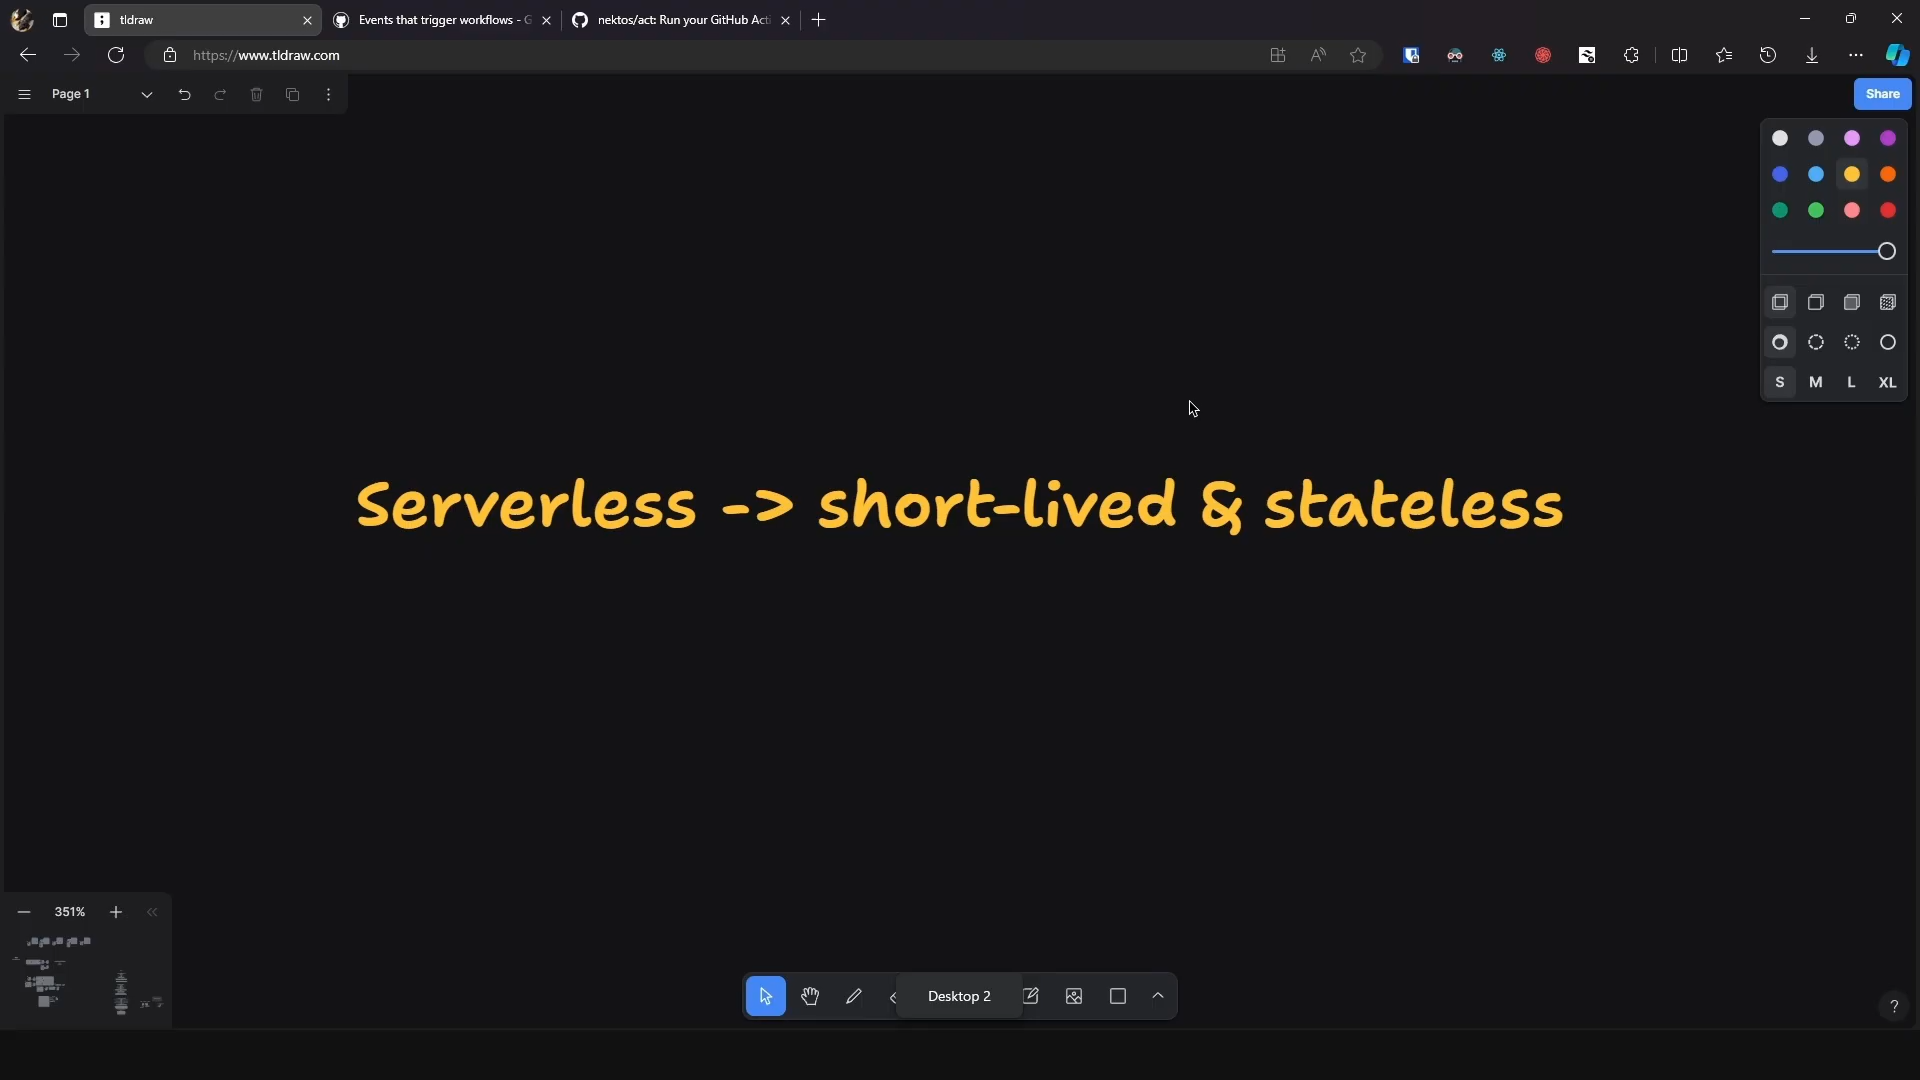 tldraw
Events that trigger workflows - G
nektos/act: Run your GitHub Acti
https://www.tldraw.com
Page 1
Share
S M L XL
Serverless -> short-lived & stateless
351%
Desktop 2
?